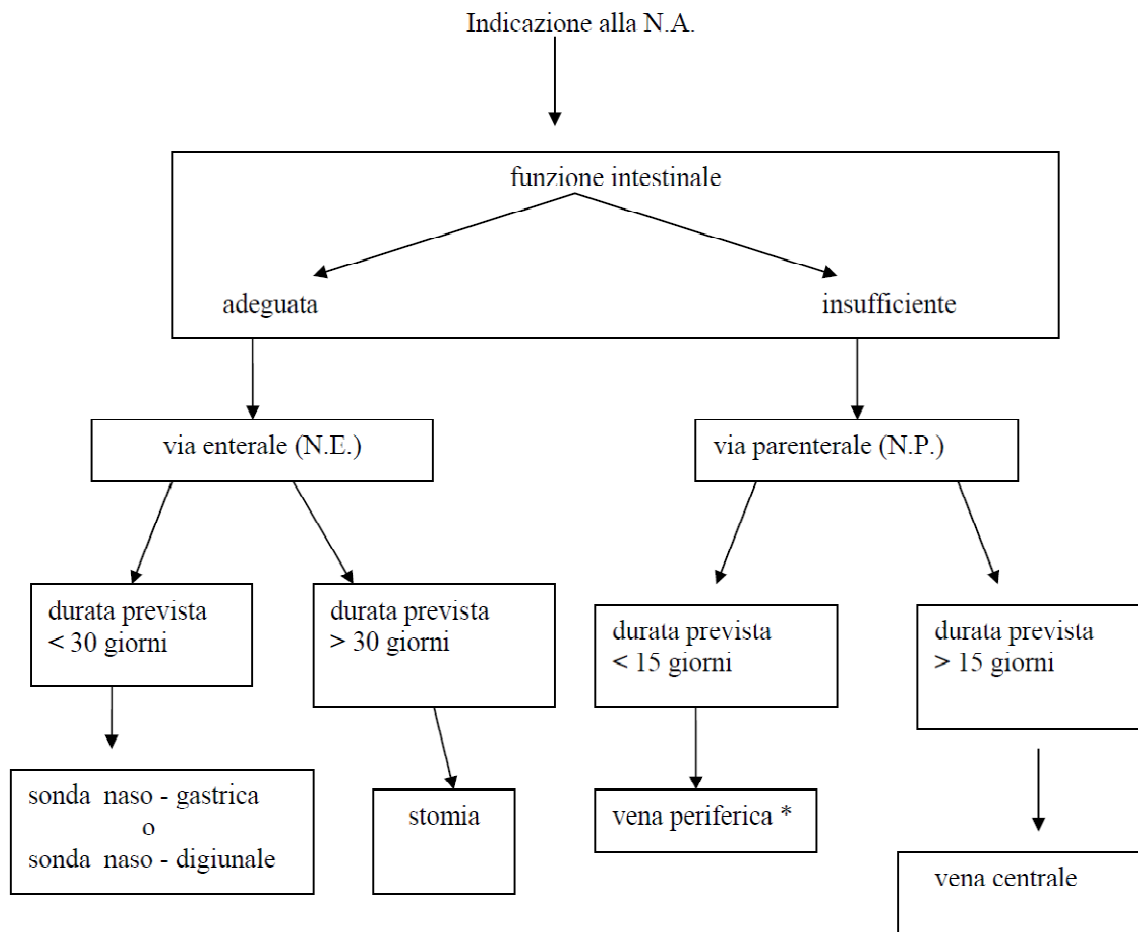 Indicazione alla N.A.
funzione intestinale
adeguata
insufficiente
via enterale (N.E.)
via parenterale (N.P.)
durata prevista
< 30 giorni
durata prevista
> 30 giorni
durata prevista
< 15 giorni
durata prevista
> 15 giorni
sonda naso - gastrica
o
sonda naso - digiunale
stomia
vena periferica *
vena centrale